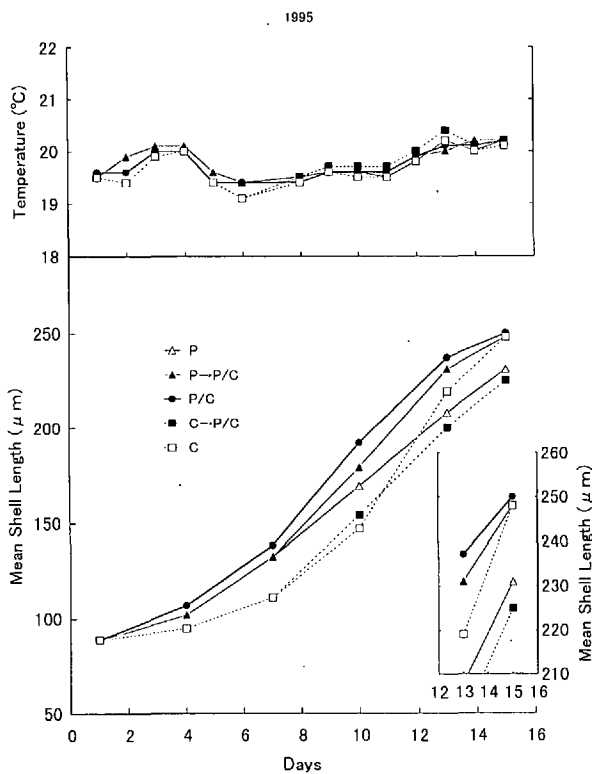 1995
Temperature (°C)
22
21
20
19
18
Mean Shell Length (μm)
250
200
150
100
50
P
P→P/C
P/C
C→P/C
C
260
250
240
230
220
210
Mean Shell Length (μm)
12 13 14 15 16
0 2 4 6 8 10 12 14 16
Days